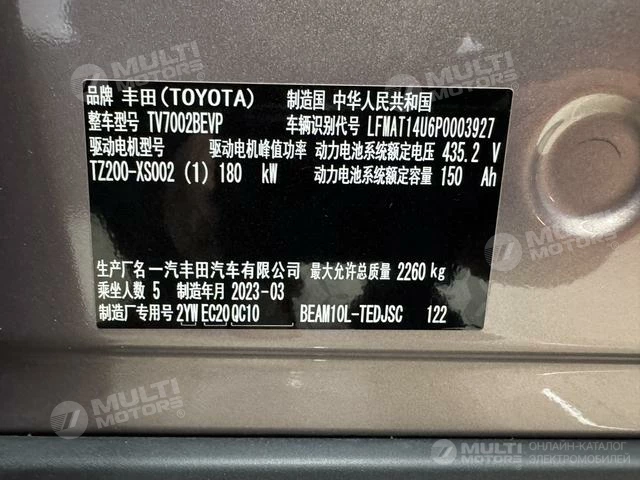 品牌 丰田(TOYOTA) 制造国 中华人民共和国
整车型号 TV7002BEVP 车辆识别代号 LFMAT14U6P0003927
驱动电机型号 驱动电机峰值功率 动力电池系统额定电压 435.2 V
TZ200-XS002 (1) 180 kW 动力电池系统额定容量 150 Ah
生产厂名 一汽丰田汽车有限公司 最大允许总质量 2260 kg
乘坐人数 5 制造年月 2023-03
制造厂专用号 2YW EC20 QC10 BEAM10L-TEDJSC 122
MULTI MOTORS
MULTI MOTORS
MULTI MOTORS
MULTI MOTORS
MULTI MOTORS ОНЛАЙН-КАТАЛОГ ЭЛЕКТРОМОБИЛЕЙ